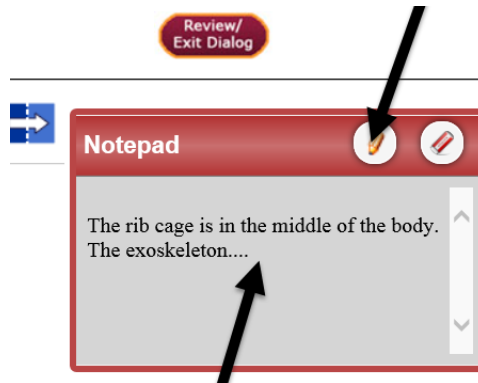 Review/
Exit Dialog
Notepad
The rib cage is in the middle of the body.
The exoskeleton....